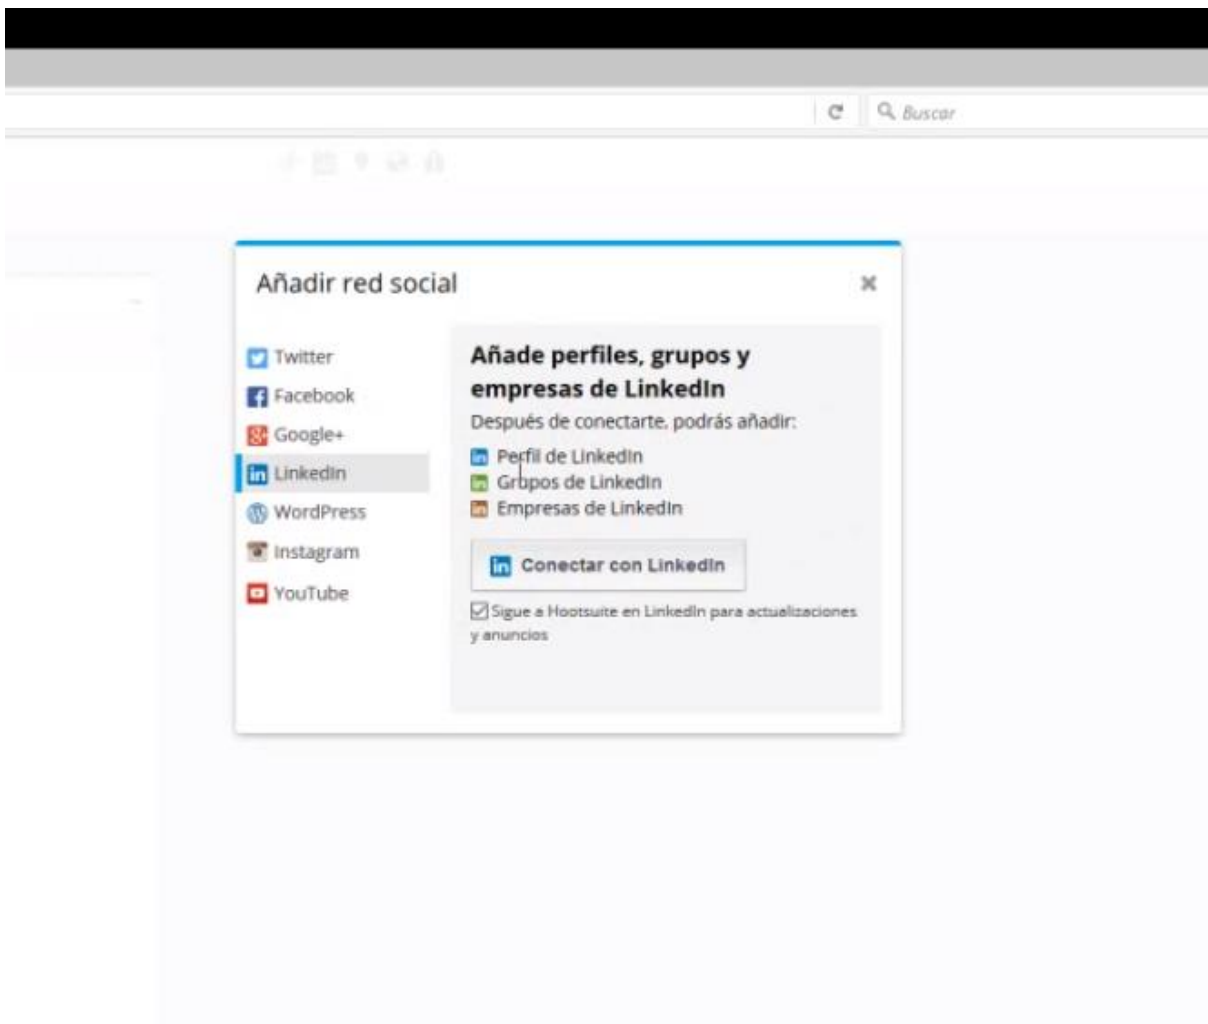 Buscar
Añadir red social
Twitter
Facebook
Google+
LinkedIn
WordPress
Instagram
YouTube
Añade perfiles, grupos y
empresas de LinkedIn
Después de conectarte, podrás añadir:
Perfil de LinkedIn
Grupos de LinkedIn
Empresas de LinkedIn
Conectar con LinkedIn
Sigue a Hootsuite en LinkedIn para actualizaciones
y anuncios